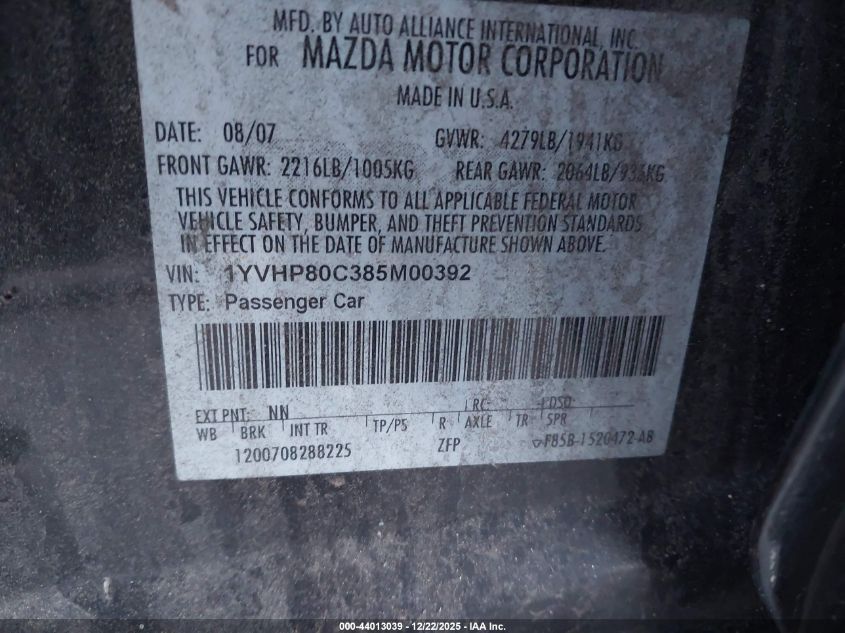 MFD. BY AUTO ALLIANCE INTERNATIONAL, INC.
FOR MAZDA MOTOR CORPORATION
MADE IN U.S.A.
DATE: 08/07 GVWR: 4279LB/1941KG
FRONT GAWR: 2216LB/1005KG REAR GAWR: 2064LB/936KG
THIS VEHICLE CONFORMS TO ALL APPLICABLE FEDERAL MOTOR
VEHICLE SAFETY, BUMPER, AND THEFT PREVENTION STANDARDS
IN EFFECT ON THE DATE OF MANUFACTURE SHOWN ABOVE.
VIN: 1YVHP80C385M00392
TYPE: Passenger Car
EXT PNT: NN RC: DSO:
WB BRK INT TR TP/PS R AXLE TR SPR
1200708288225 ZFP F85B-1520472-AB
000-44013039 - 12/22/2025 - IAA Inc.